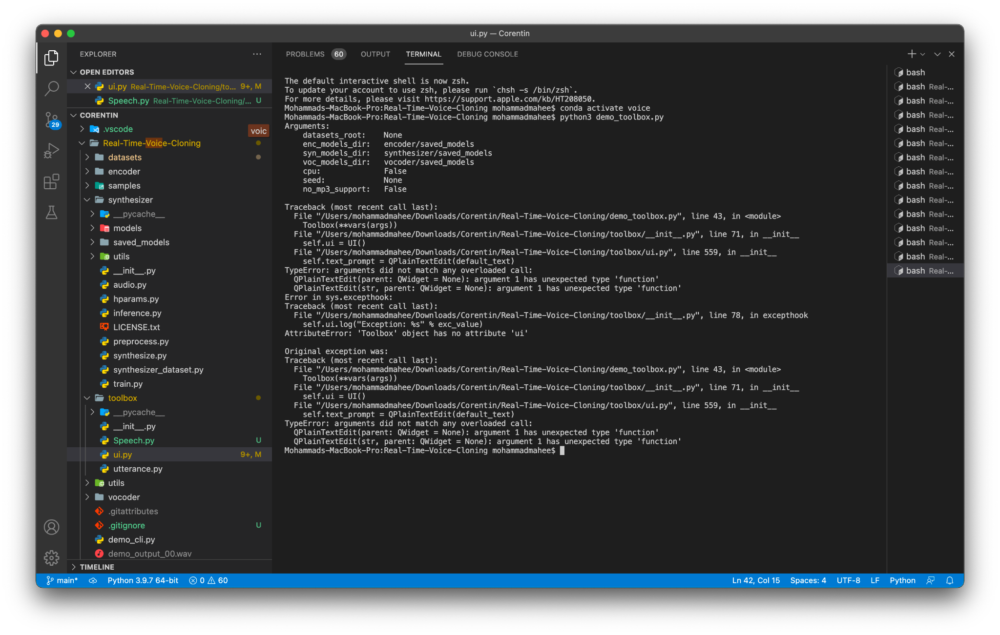 ui.py — Corentin
EXPLORER
OPEN EDITORS
ui.py Real-Time-Voice-Cloning/to... 9+, M
Speech.py Real-Time-Voice-Cloning/... U
CORENTIN
.vscode
voic
Real-Time-Voice-Cloning
datasets
encoder
samples
synthesizer
__pycache__
models
saved_models
utils
__init__.py
audio.py
hparams.py
inference.py
LICENSE.txt
preprocess.py
synthesize.py
synthesizer_dataset.py
train.py
toolbox
__pycache__
__init__.py
Speech.py U
ui.py 9+, M
utterance.py
utils
vocoder
.gitattributes
.gitignore U
demo_cli.py
demo_output_00.wav
TIMELINE
29
PROBLEMS 60 OUTPUT TERMINAL DEBUG CONSOLE
The default interactive shell is now zsh.
To update your account to use zsh, please run `chsh -s /bin/zsh`.
For more details, please visit https://support.apple.com/kb/HT208050.
Mohammads-MacBook-Pro:Real-Time-Voice-Cloning mohammadmahee$ conda activate voice
Mohammads-MacBook-Pro:Real-Time-Voice-Cloning mohammadmahee$ python3 demo_toolbox.py
Arguments:
datasets_root: None
enc_models_dir: encoder/saved_models
syn_models_dir: synthesizer/saved_models
voc_models_dir: vocoder/saved_models
cpu: False
seed: None
no_mp3_support: False
Traceback (most recent call last):
File "/Users/mohammadmahee/Downloads/Corentin/Real-Time-Voice-Cloning/demo_toolbox.py", line 43, in <module>
Toolbox(**vars(args))
File "/Users/mohammadmahee/Downloads/Corentin/Real-Time-Voice-Cloning/toolbox/__init__.py", line 71, in __init__
self.ui = UI()
File "/Users/mohammadmahee/Downloads/Corentin/Real-Time-Voice-Cloning/toolbox/ui.py", line 559, in __init__
self.text_prompt = QPlainTextEdit(default_text)
TypeError: arguments did not match any overloaded call:
QPlainTextEdit(parent: QWidget = None): argument 1 has unexpected type 'function'
QPlainTextEdit(str, parent: QWidget = None): argument 1 has unexpected type 'function'
Error in sys.excepthook:
Traceback (most recent call last):
File "/Users/mohammadmahee/Downloads/Corentin/Real-Time-Voice-Cloning/toolbox/__init__.py", line 78, in excepthook
self.ui.log("Exception: %s" % exc_value)
AttributeError: 'Toolbox' object has no attribute 'ui'
Original exception was:
Traceback (most recent call last):
File "/Users/mohammadmahee/Downloads/Corentin/Real-Time-Voice-Cloning/demo_toolbox.py", line 43, in <module>
Toolbox(**vars(args))
File "/Users/mohammadmahee/Downloads/Corentin/Real-Time-Voice-Cloning/toolbox/__init__.py", line 71, in __init__
self.ui = UI()
File "/Users/mohammadmahee/Downloads/Corentin/Real-Time-Voice-Cloning/toolbox/ui.py", line 559, in __init__
self.text_prompt = QPlainTextEdit(default_text)
TypeError: arguments did not match any overloaded call:
QPlainTextEdit(parent: QWidget = None): argument 1 has unexpected type 'function'
QPlainTextEdit(str, parent: QWidget = None): argument 1 has unexpected type 'function'
Mohammads-MacBook-Pro:Real-Time-Voice-Cloning mohammadmahee$
bash
bash Real-...
bash Real-...
bash Real-...
bash Real-...
bash Real-...
bash Real-...
bash Real-...
bash Real-...
bash Real-...
bash Real-...
bash Real-...
bash Real-...
bash Real-...
bash Real-...
main* Python 3.9.7 64-bit 0 60 Ln 42, Col 15 Spaces: 4 UTF-8 LF Python